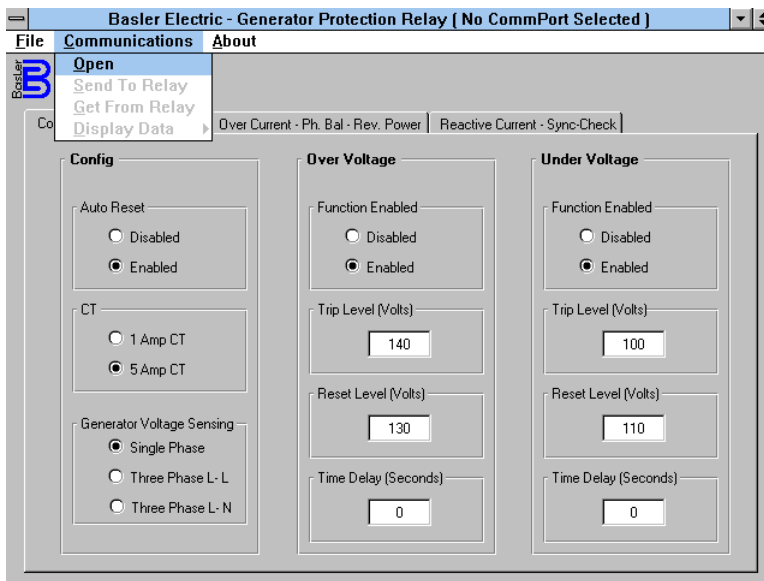 Basler Electric - Generator Protection Relay ( No CommPort Selected )
File Communications About
Basler
Open
Send To Relay
Get From Relay
Display Data
Co
Over Current - Ph. Bal - Rev. Power
Reactive Current - Sync-Check
Config
Auto Reset
Disabled
Enabled
CT
1 Amp CT
5 Amp CT
Generator Voltage Sensing
Single Phase
Three Phase L- L
Three Phase L- N
Over Voltage
Function Enabled
Disabled
Enabled
Trip Level (Volts)
140
Reset Level (Volts)
130
Time Delay (Seconds)
0
Under Voltage
Function Enabled
Disabled
Enabled
Trip Level (Volts)
100
Reset Level (Volts)
110
Time Delay (Seconds)
0